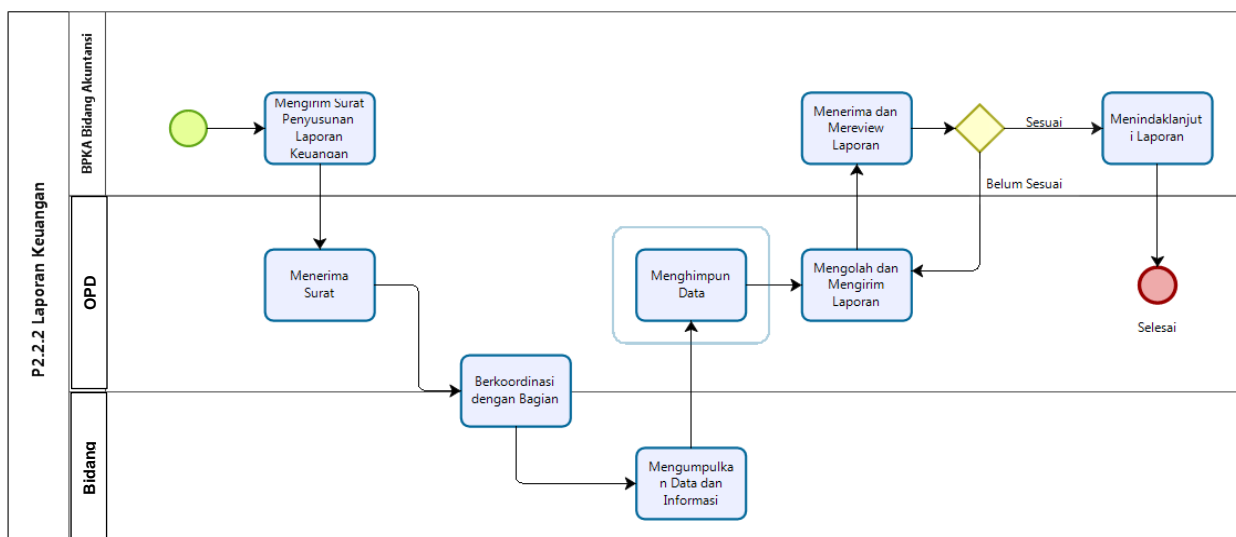 P2.2.2 Laporan Keuangan
BPKA Bidang Akuntansi
Mengirim Surat
Penyusunan
Laporan
Keuangan
Menerima dan
Mereview
Laporan
Sesuai
Menindaklanjut
i Laporan
Belum Sesuai
OPD
Menerima
Surat
Menghimpun
Data
Mengolah dan
Mengirim
Laporan
Selesai
Berkoordinasi
dengan Bagian
Bidang
Mengumpulka
n Data dan
Informasi